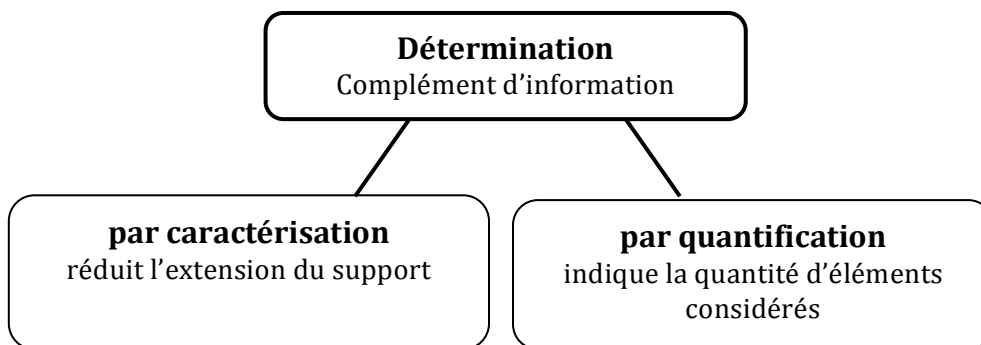 Détermination
Complément d’information
par caractérisation
réduit l’extension du support
par quantification
indique la quantité d’éléments
considérés